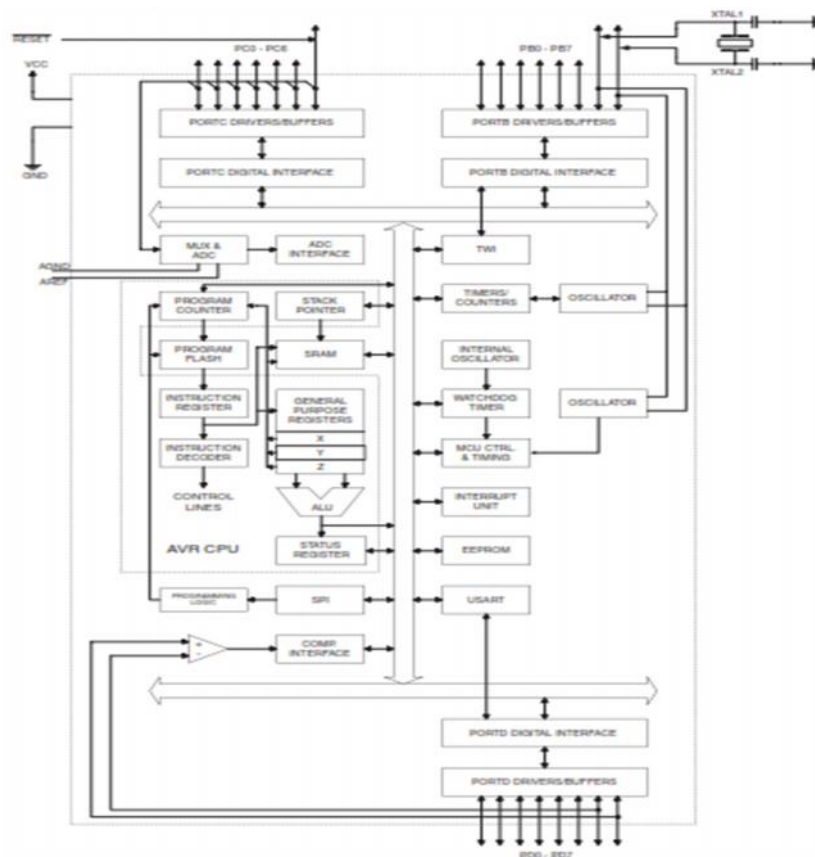 XTAL1
RESET
PC0 - PC6
PB0 - PB7
VCC
XTAL2
PORTC DRIVERS/BUFFERS
PORTB DRIVERS/BUFFERS
PORTC DIGITAL INTERFACE
PORTB DIGITAL INTERFACE
GND
MUX &
ADC
ADC
INTERFACE
TWI
AGND
AREF
PROGRAM
COUNTER
STACK
POINTER
TIMERS/
COUNTERS
OSCILLATOR
PROGRAM
FLASH
SRAM
INTERNAL
OSCILLATOR
INSTRUCTION
REGISTER
GENERAL
PURPOSE
REGISTERS
WATCHDOG
TIMER
OSCILLATOR
X
INSTRUCTION
DECODER
Y
MCU CTRL
& TIMING
Z
CONTROL
LINES
ALU
INTERRUPT
UNIT
AVR CPU
STATUS
REGISTER
EEPROM
PROGRAMMING
LOGIC
SPI
USART
+
-
COMP.
INTERFACE
PORTD DIGITAL INTERFACE
PORTD DRIVERS/BUFFERS
PD0 - PD7